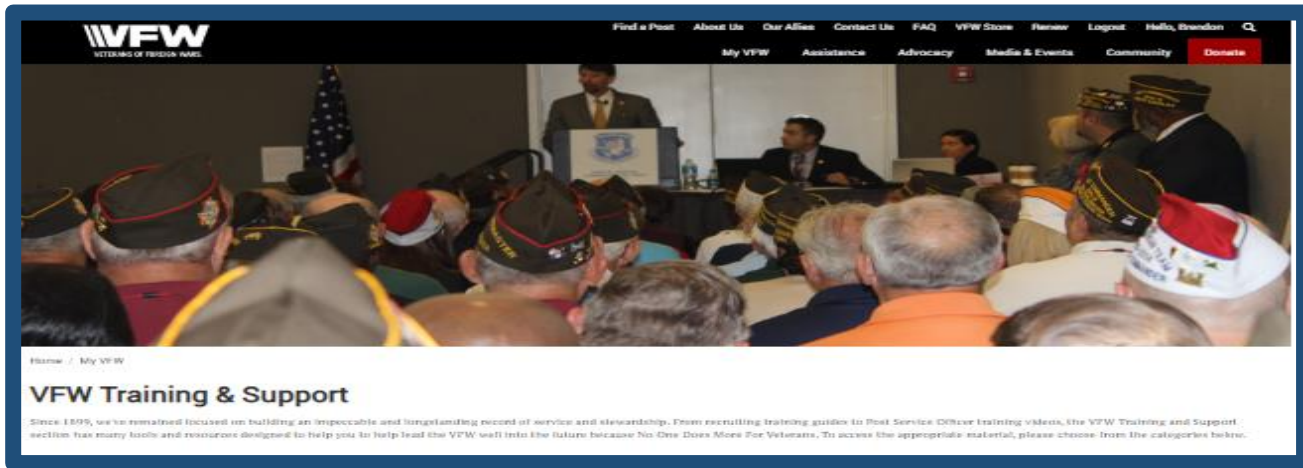 Find a Post About Us Our Allies Contact Us FAQ VFW Store Renew Logout Hello, Brendon
VFW
VETERANS OF FOREIGN WARS.
My VFW Assistance Advocacy Media & Events Community Donate
Home / My VFW
VFW Training & Support
Since 1899, we've remained focused on building an impeccable and longstanding record of service and stewardship. From recruiting training guides to Post Service Officer training videos, the VFW Training and Support
section has many tools and resources designed to help you to help lead the VFW well into the future because No One Does More For Veterans. To access the appropriate material, please choose from the categories below.